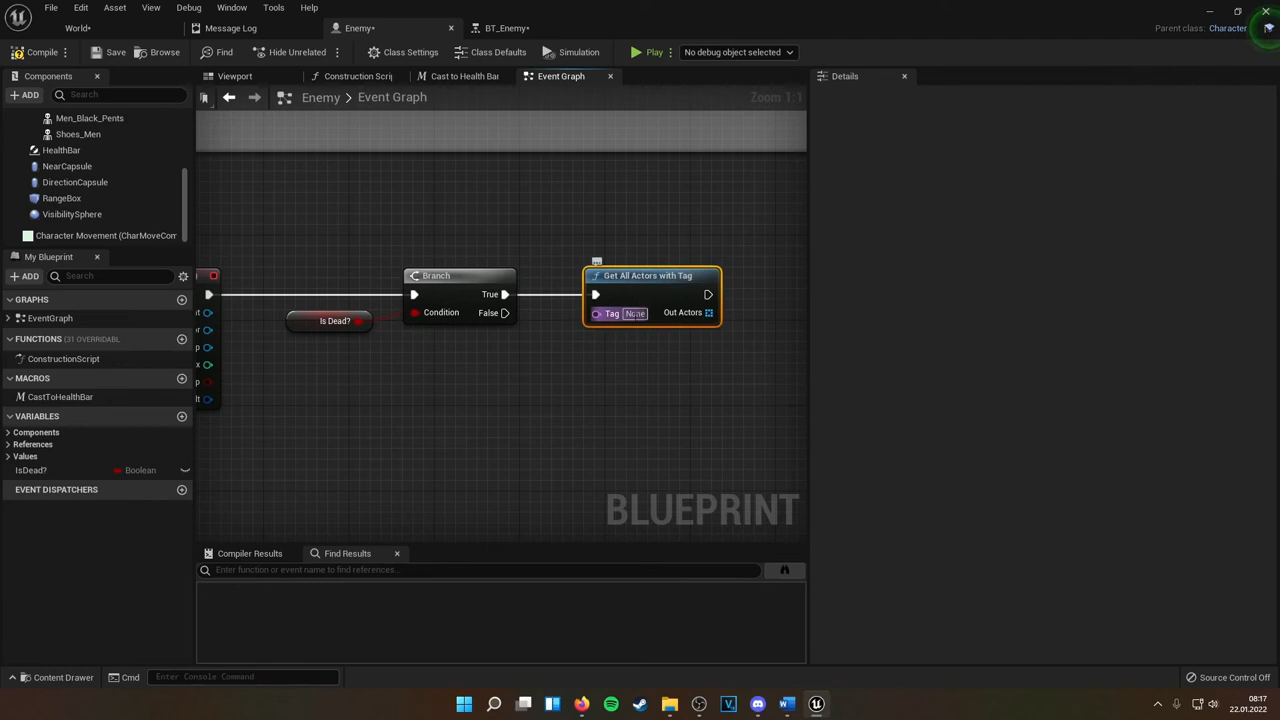 File Edit Asset View Debug Window Tools Help
World* Message Log Enemy* BT_Enemy*
Parent class: Character
Compile Save Browse Find Hide Unrelated Class Settings Class Defaults Simulation Play No debug object selected
Components Viewport Construction Scri Cast to Health Bar Event Graph Details
ADD Search
Enemy > Event Graph Zoom 1:1
Men_Black_Pents
Shoes_Men
HealthBar
NearCapsule
DirectionCapsule
RangeBox
VisibilitySphere
Character Movement (CharMoveCom
My Blueprint
ADD Search
GRAPHS
EventGraph
FUNCTIONS (31 OVERRIDABL
ConstructionScript
MACROS
CastToHealthBar
VARIABLES
Components
References
Values
IsDead? Boolean
EVENT DISPATCHERS
Is Dead?
Branch
True
Condition False
Get All Actors with Tag
Tag None Out Actors
BLUEPRINT
Compiler Results Find Results
Enter function or event name to find references...
Content Drawer Cmd Enter Console Command Source Control Off
08:17
22.01.2022